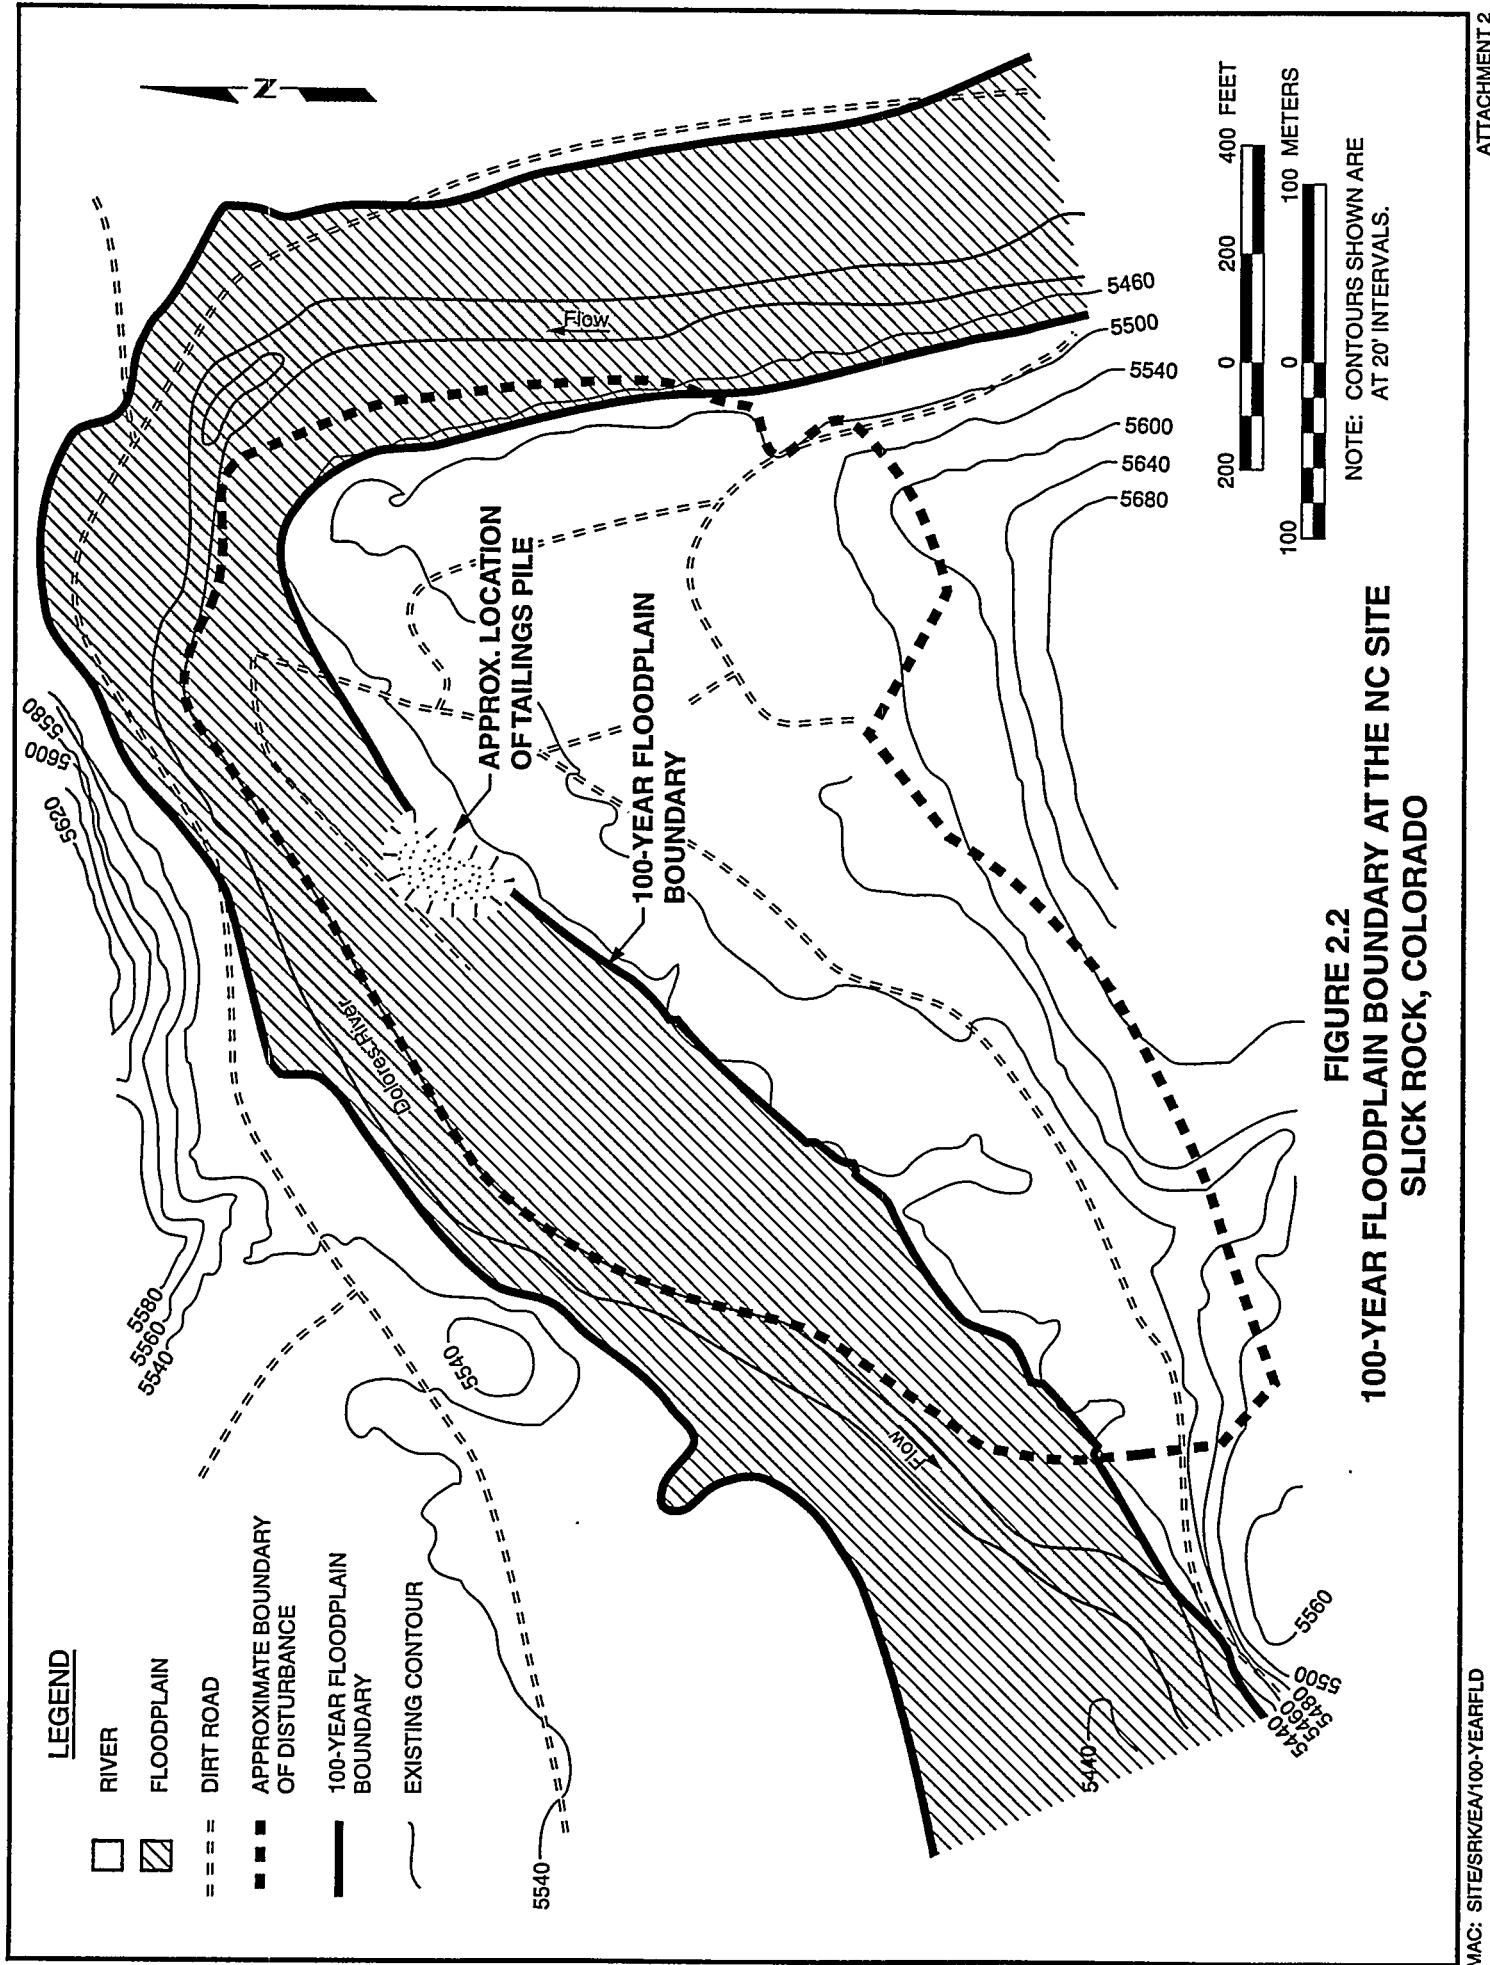 LEGEND
RIVER
FLOODPLAIN
DIRT ROAD
APPROXIMATE BOUNDARY
OF DISTURBANCE
100-YEAR FLOODPLAIN
BOUNDARY
EXISTING CONTOUR
N
5620
5600
5580
5580
5560
5540
5540
5540
Dolores River
Flow
Flow
APPROX. LOCATION
OF TAILINGS PILE
100-YEAR FLOODPLAIN
BOUNDARY
5460
5500
5540
5600
5640
5680
5440
5440
5460
5480
5500
5560
200 0 200 400 FEET
100 0 100 METERS
NOTE: CONTOURS SHOWN ARE
AT 20' INTERVALS.
FIGURE 2.2
100-YEAR FLOODPLAIN BOUNDARY AT THE NC SITE
SLICK ROCK, COLORADO
MAC: SITE/SRK/EA/100-YEARFLD
ATTACHMENT 2